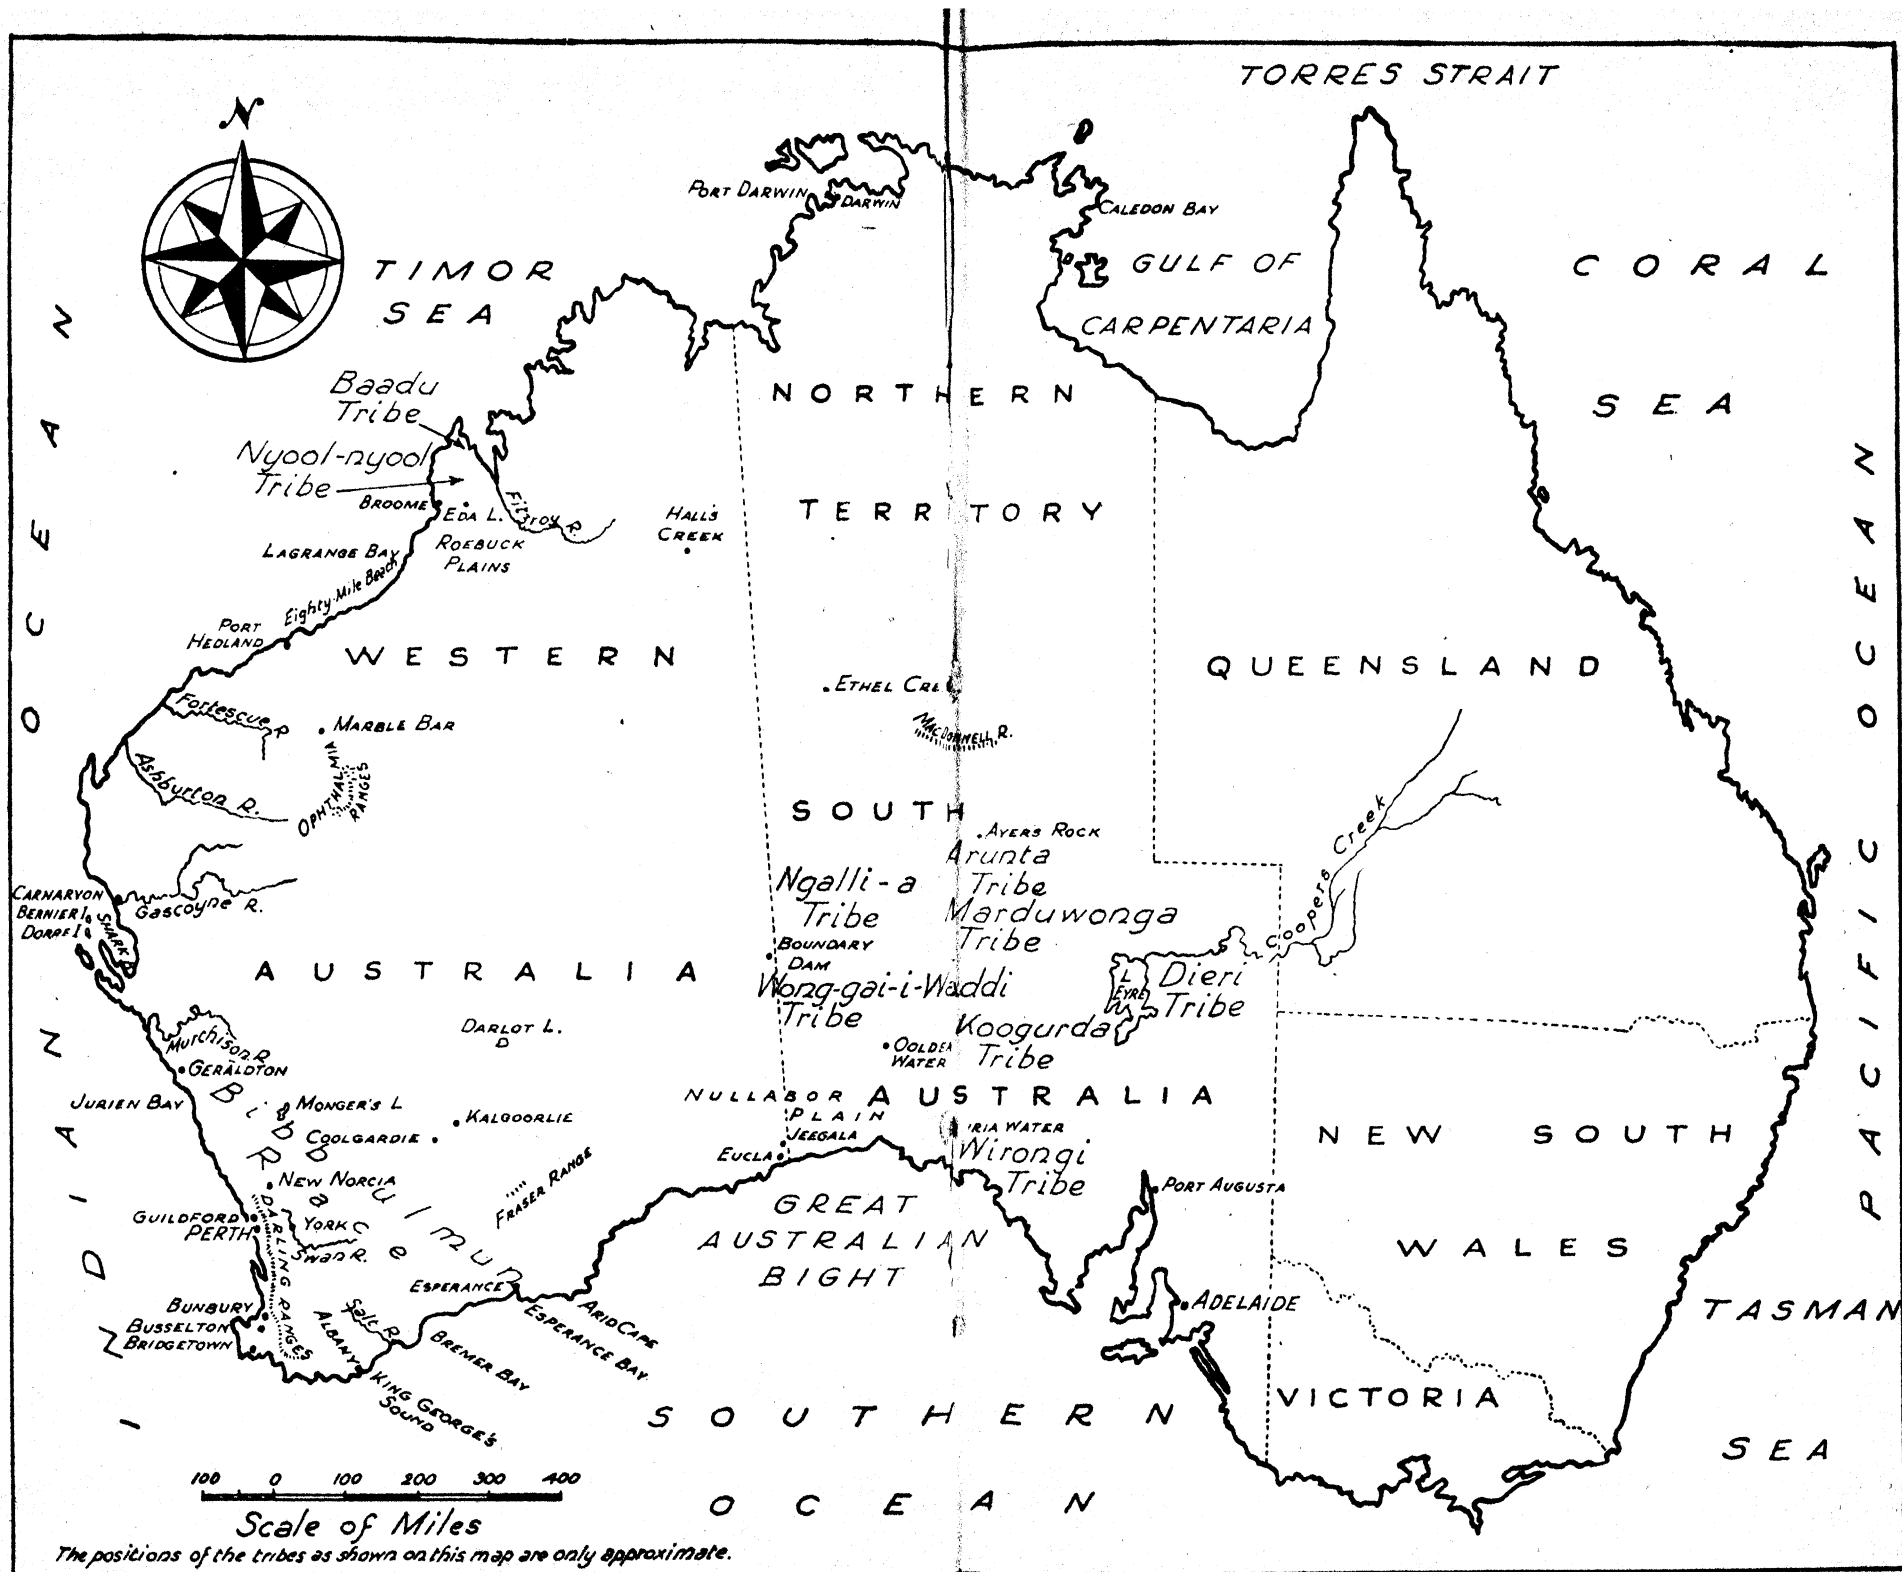 TORRES STRAIT
N
PORT DARWIN
DARWIN
CALEDON BAY
TIMOR
SEA
GULF OF
CARPENTARIA
CORAL
SEA
INDIAN OCEAN
PACIFIC OCEAN
Baadu
Tribe
Nyool-nyool
Tribe
BROOME
EDA L.
Fitzroy R.
ROEBUCK
PLAINS
HALL'S
CREEK
LAGRANGE BAY
Eighty-Mile Beach
PORT
HEDLAND
NORTHERN
TERRITORY
WESTERN
AUSTRALIA
QUEENSLAND
ETHEL CREE
MACDONNELL R.
Fortescue R
MARBLE BAR
Ashburton R.
OPHTHALMIA
RANGES
SOUTH
AUSTRALIA
AYERS ROCK
Arunta
Tribe
Ngalli-a
Tribe
Marduwonga
Tribe
BOUNDARY
DAM
Wong-gai-i-Waddi
Tribe
Koogurda
Tribe
OOLDEA
WATER
L
EYRE
Dieri
Tribe
Coopers Creek
CARNARVON
BERNIER I.
DORRE I.
SHARK B.
Gascoyne R.
Murchison R
GERALDTON
DARLOT L.
JURIEN BAY
MONGER'S L
KALGOORLIE
COOLGARDIE
Bibbulmun
Race
NEW NORCIA
GUILDFORD
PERTH
YORK
Swan R.
DARLING RANGES
FRASER RANGE
NULLABOR
PLAIN
JEEGALA
EUCLA
IRIA WATER
Wirongi
Tribe
PORT AUGUSTA
GREAT
AUSTRALIAN
BIGHT
NEW SOUTH
WALES
ADELAIDE
VICTORIA
TASMAN
SEA
BUNBURY
BUSSELTON
BRIDGETOWN
ALBANY
Salt R.
ESPERANCE
ARID CAPE
ESPERANCE BAY
BREMER BAY
KING GEORGE'S
SOUND
SOUTHERN
OCEAN
100 0 100 200 300 400
Scale of Miles
The positions of the tribes as shown on this map are only approximate.